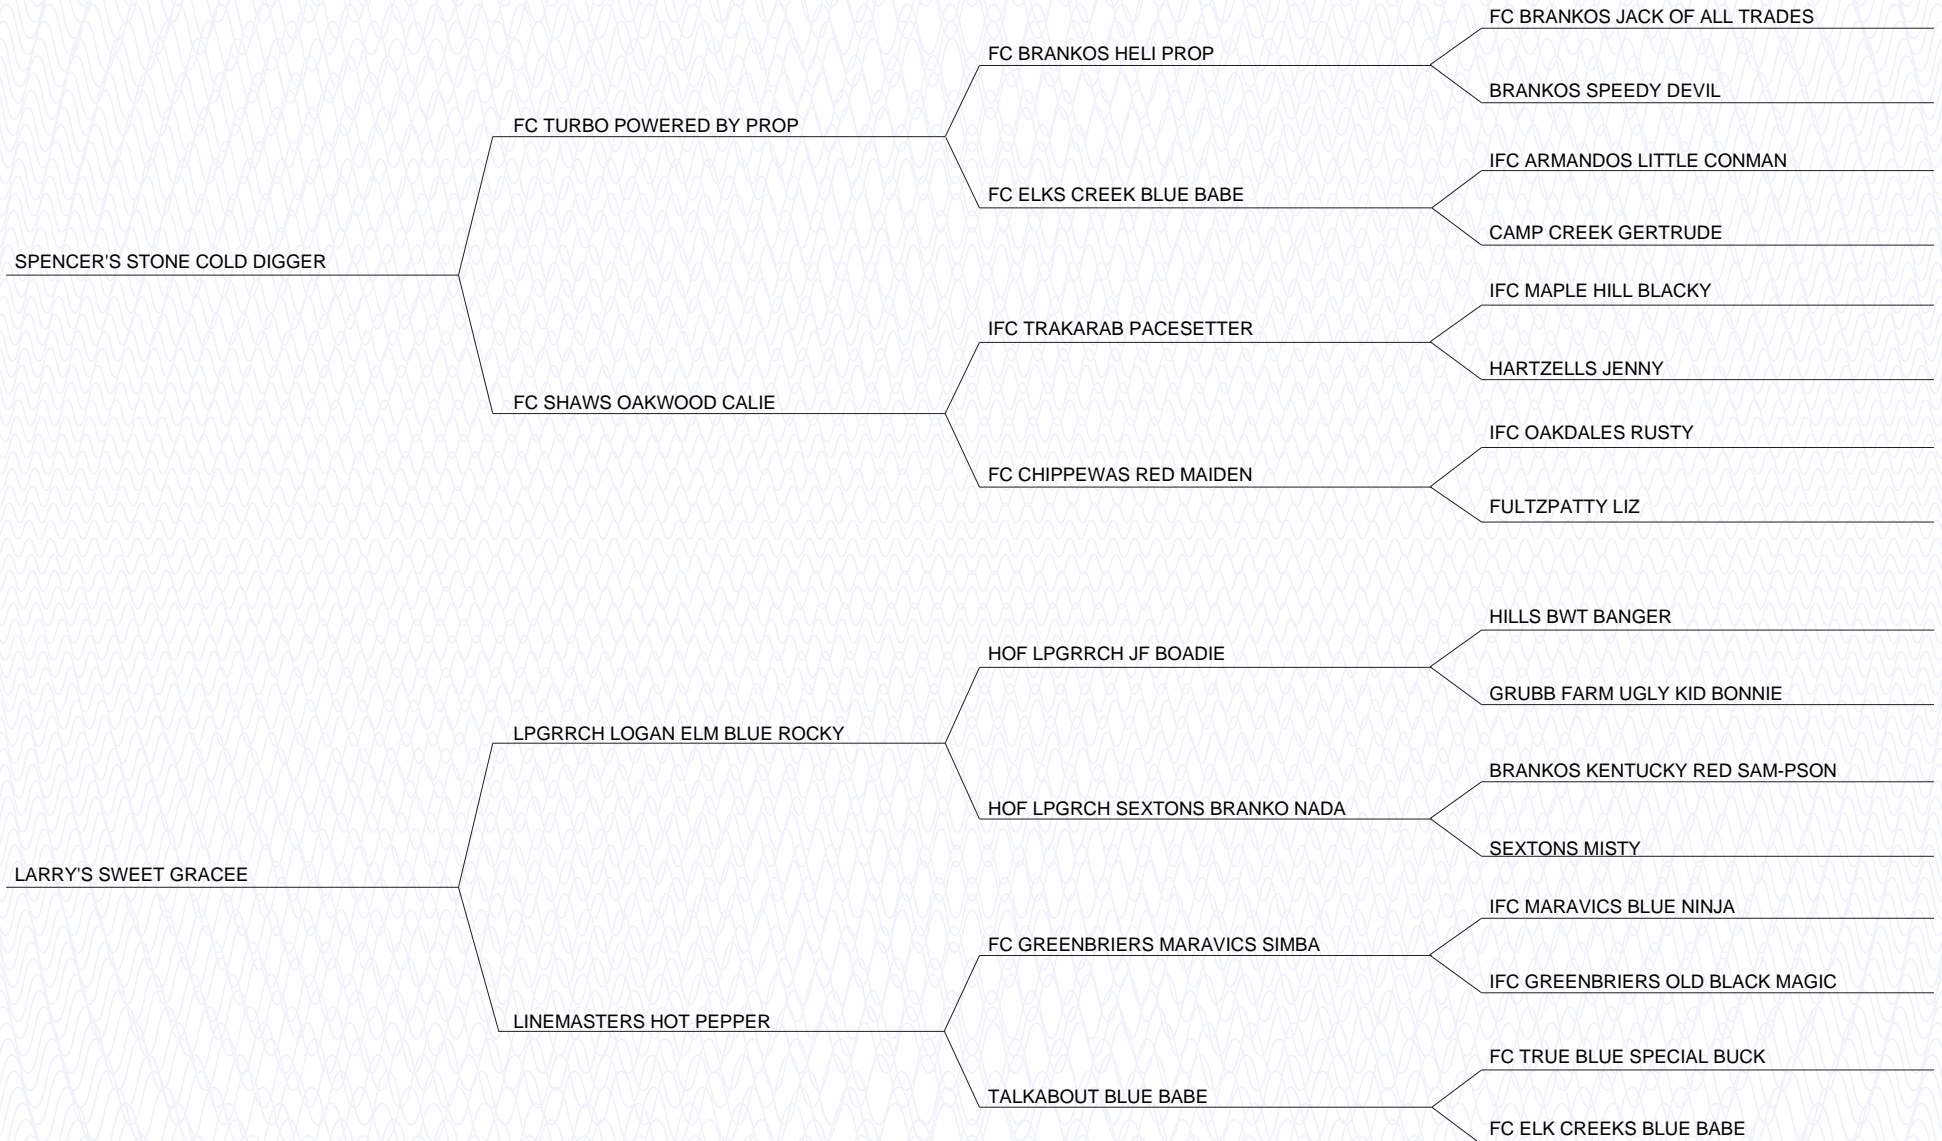 FC BRANKOS JACK OF ALL TRADES
FC BRANKOS HELI PROP
BRANKOS SPEEDY DEVIL
FC TURBO POWERED BY PROP
IFC ARMANDOS LITTLE CONMAN
FC ELKS CREEK BLUE BABE
CAMP CREEK GERTRUDE
SPENCER'S STONE COLD DIGGER
IFC MAPLE HILL BLACKY
IFC TRAKARAB PACESETTER
HARTZELLS JENNY
FC SHAWS OAKWOOD CALIE
IFC OAKDALES RUSTY
FC CHIPPEWAS RED MAIDEN
FULTZPATTY LIZ
HILLS BWT BANGER
HOF LPGRRCH JF BOADIE
GRUBB FARM UGLY KID BONNIE
LPGRRCH LOGAN ELM BLUE ROCKY
BRANKOS KENTUCKY RED SAM-PSON
HOF LPGRCH SEXTONS BRANKO NADA
SEXTONS MISTY
LARRY'S SWEET GRACEE
IFC MARAVICS BLUE NINJA
FC GREENBRIERS MARAVICS SIMBA
IFC GREENBRIERS OLD BLACK MAGIC
LINEMASTERS HOT PEPPER
FC TRUE BLUE SPECIAL BUCK
TALKABOUT BLUE BABE
FC ELK CREEKS BLUE BABE